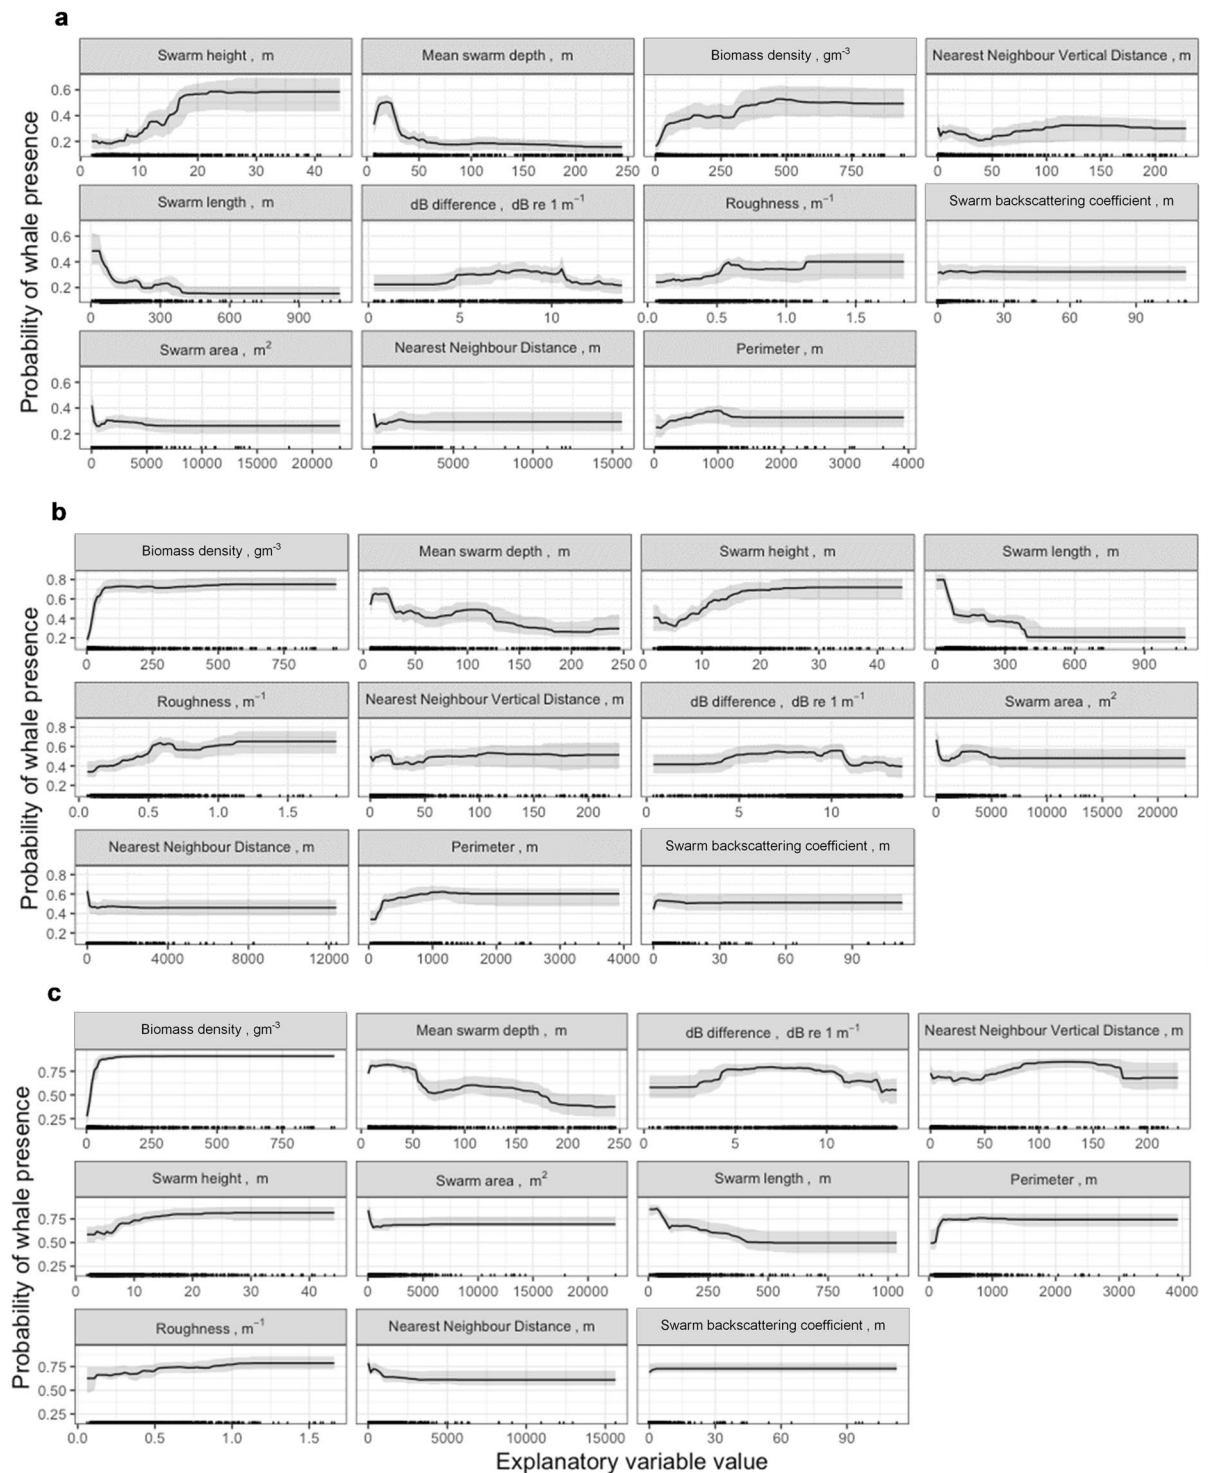 a
Swarm height , m
Mean swarm depth , m
Biomass density , gm-3
Nearest Neighbour Vertical Distance , m
0.6
0.4
0.2
0 10 20 30 40
0 50 100 150 200 250
0 250 500 750
0 50 100 150 200
Swarm length , m
dB difference , dB re 1 m−1
Roughness , m−1
Swarm backscattering coefficient , m
0.6
0.4
0.2
0 300 600 900
5 10
0.0 0.5 1.0 1.5
0 30 60 90
Swarm area , m2
Nearest Neighbour Distance , m
Perimeter , m
0.6
0.4
0.2
0 5000 10000 15000 20000
0 5000 10000 15000
0 1000 2000 3000 4000
Probability of whale presence
b
Biomass density , gm-3
Mean swarm depth , m
Swarm height , m
Swarm length , m
0.8
0.6
0.4
0.2
0 250 500 750
0 50 100 150 200 250
0 10 20 30 40
0 300 600 900
Roughness , m−1
Nearest Neighbour Vertical Distance , m
dB difference , dB re 1 m−1
Swarm area , m2
0.8
0.6
0.4
0.2
0.0 0.5 1.0 1.5
0 50 100 150 200
0 5 10
0 5000 10000 15000 20000
Nearest Neighbour Distance , m
Perimeter , m
Swarm backscattering coefficient , m
0.8
0.6
0.4
0.2
0 4000 8000 12000
0 1000 2000 3000 4000
0 30 60 90
Probability of whale presence
c
Biomass density , gm-3
Mean swarm depth , m
dB difference , dB re 1 m−1
Nearest Neighbour Vertical Distance , m
0.75
0.50
0.25
0 250 500 750
0 50 100 150 200 250
0 5 10
0 50 100 150 200
Swarm height , m
Swarm area , m2
Swarm length , m
Perimeter , m
0.75
0.50
0.25
0 10 20 30 40
0 5000 10000 15000 20000
0 250 500 750 1000
0 1000 2000 3000 4000
Roughness , m−1
Nearest Neighbour Distance , m
Swarm backscattering coefficient , m
0.75
0.50
0.25
0.0 0.5 1.0 1.5
0 5000 10000 15000
0 30 60 90
Probability of whale presence
Explanatory variable value